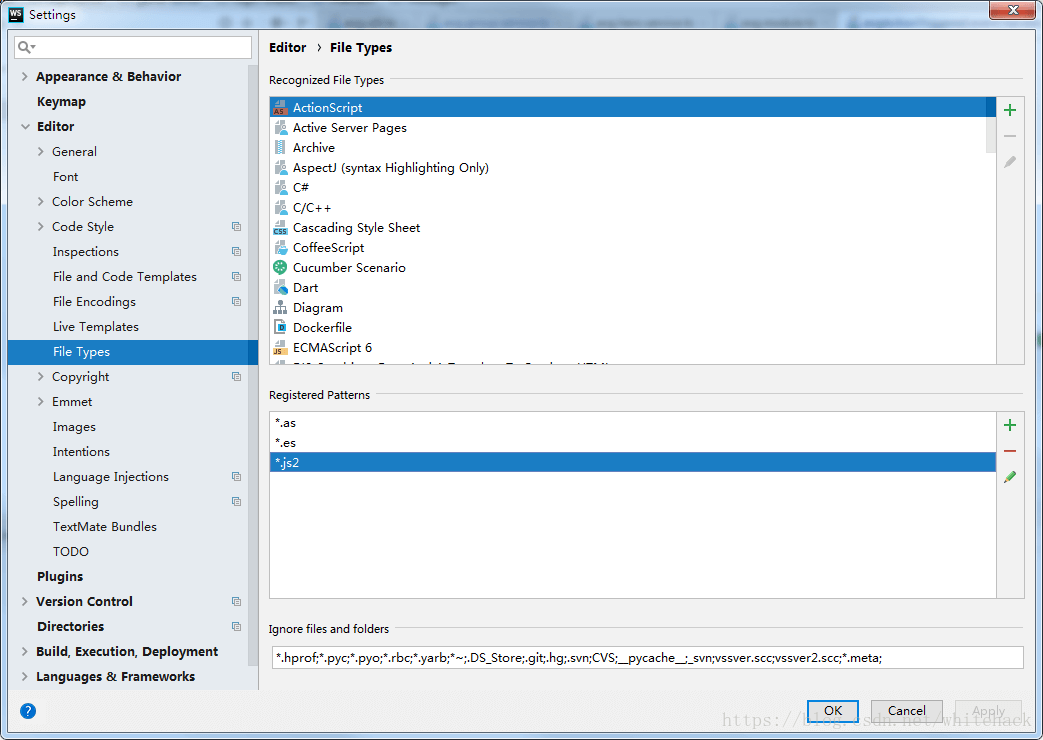 WS Settings
Editor › File Types
Recognized File Types
Appearance & Behavior
Keymap
Editor
General
Font
Color Scheme
Code Style
Inspections
File and Code Templates
File Encodings
Live Templates
File Types
Copyright
Emmet
Images
Intentions
Language Injections
Spelling
TextMate Bundles
TODO
Plugins
Version Control
Directories
Build, Execution, Deployment
Languages & Frameworks
ActionScript
Active Server Pages
Archive
AspectJ (syntax Highlighting Only)
C#
C/C++
Cascading Style Sheet
CoffeeScript
Cucumber Scenario
Dart
Diagram
Dockerfile
ECMAScript 6
Registered Patterns
*.as
*.es
*.js2
Ignore files and folders
*.hprof;*.pyc;*.pyo;*.rbc;*.yarb;*~;.DS_Store;.git;.hg;.svn;CVS;__pycache__;_svn;vssver.scc;vssver2.scc;*.meta;
?
OK Cancel Apply
https://blog.csdn.net/whitehack